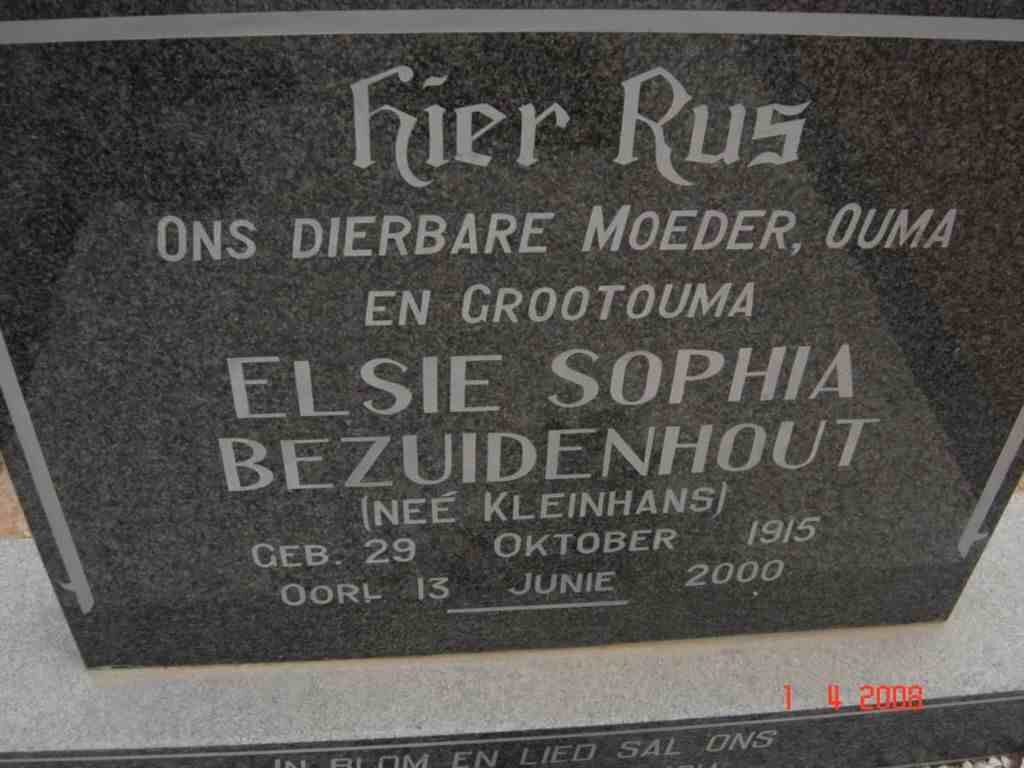 Hier Rus
ONS DIERBARE MOEDER, OUMA
EN GROOTOUMA
ELSIE SOPHIA
BEZUIDENHOUT
(NEÉ KLEINHANS)
GEB. 29 OKTOBER 1915
OORL 13 JUNIE 2000
1 4 2008
IN BLOM EN LIED SAL ONS